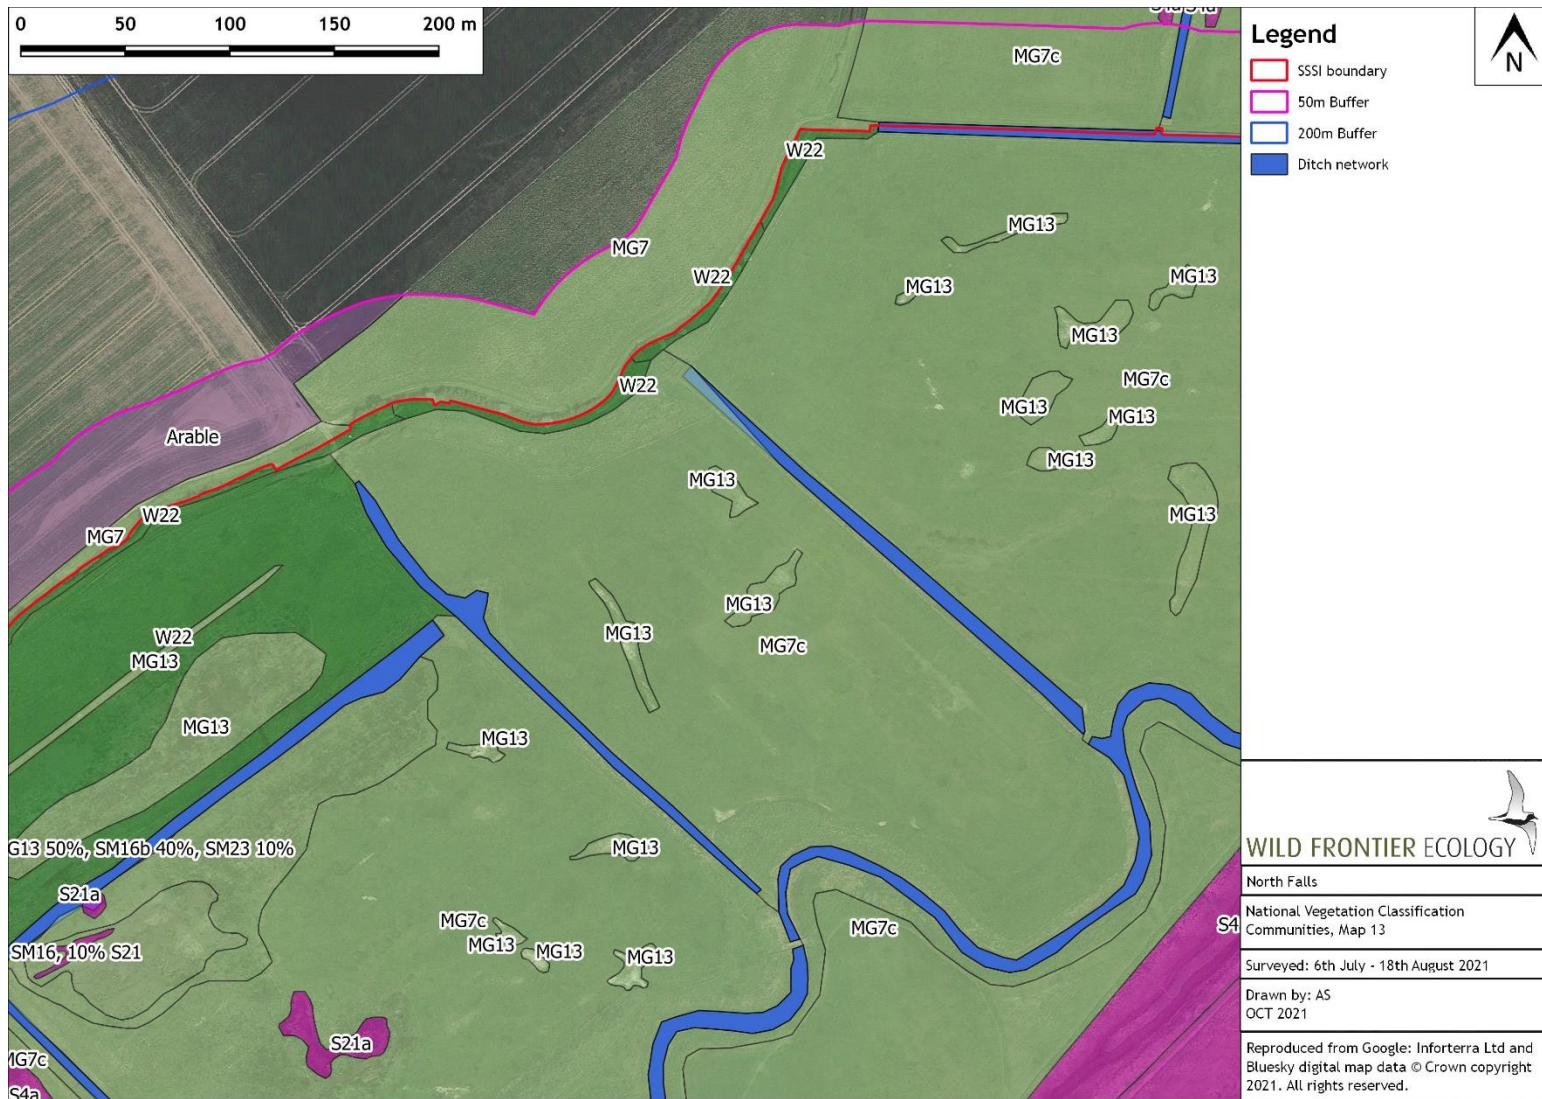 0 50 100 150 200 m
S4a S4a
MG7c
W22
MG7
W22
MG13
MG13
MG13
MG13
MG7c
W22
MG13
MG13
MG13
Arable
MG13
MG13
W22
MG7
MG13
MG13
W22
MG13
MG7c
MG13
MG13
G13 50%, SM16b 40%, SM23 10%
MG13
S21a
MG7c
MG7c
S4
MG13
MG13
MG13
SM16, 10% S21
S21a
MG7c
S4a
Legend
SSSI boundary
50m Buffer
200m Buffer
Ditch network
N
WILD FRONTIER ECOLOGY
North Falls
National Vegetation Classification
Communities, Map 13
Surveyed: 6th July - 18th August 2021
Drawn by: AS
OCT 2021
Reproduced from Google: Inforterra Ltd and
Bluesky digital map data © Crown copyright
2021. All rights reserved.